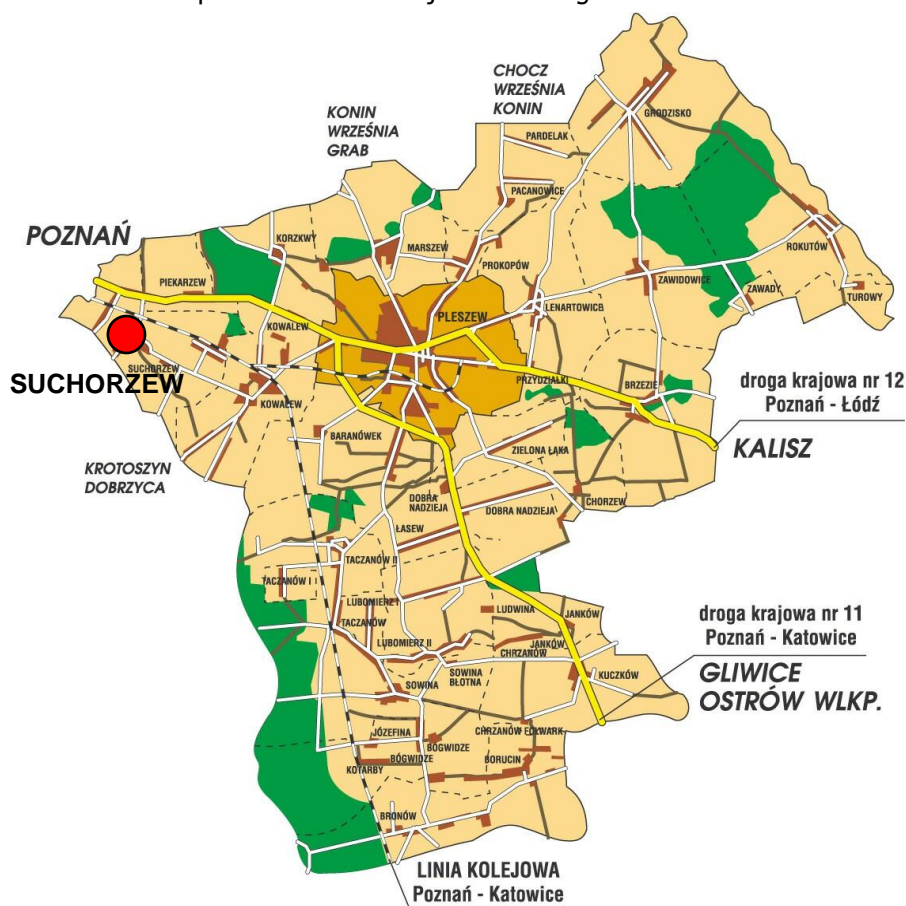 CHOCZ
WRZEŚNIA
KONIN
KONIN
WRZEŚNIA
GRAB
GRODZISKO
PARDELAK
PACANOWICE
POZNAŃ
KORZKWY
MARSZEW
PROKOPÓW
ROKUTÓW
PIEKARZEW
ZAWIDOWICE
ZAWADY
TUROWY
LENARTOWICE
PLESZEW
KOWALEW
SUCHORZEW
SUCHORZEW
KOWALEW
PRZYDZIAŁKI
BRZEZIE
droga krajowa nr 12
Poznań - Łódź
KALISZ
BARANÓWEK
ZIELONA ŁĄKA
KROTOSZYN
DOBRZYCA
DOBRA
NADZIEJA
DOBRA NADZIEJA
CHORZEW
ŁASEW
TACZANÓW II
TACZANÓW I
LUBOMIERZ I
LUDWINA
JANKÓW
TACZANÓW
droga krajowa nr 11
Poznań - Katowice
LUBOMIERZ II
JANKÓW
CHRZANÓW
SOWINA
BŁOTNA
KUCZKÓW
GLIWICE
OSTRÓW WLKP.
SOWINA
JÓZEFINA
CHRZANÓW FOLWARK
BÓGWIDZE
BÓGWIDZE
BORUCIN
KOTARBY
BRONÓW
LINIA KOLEJOWA
Poznań - Katowice